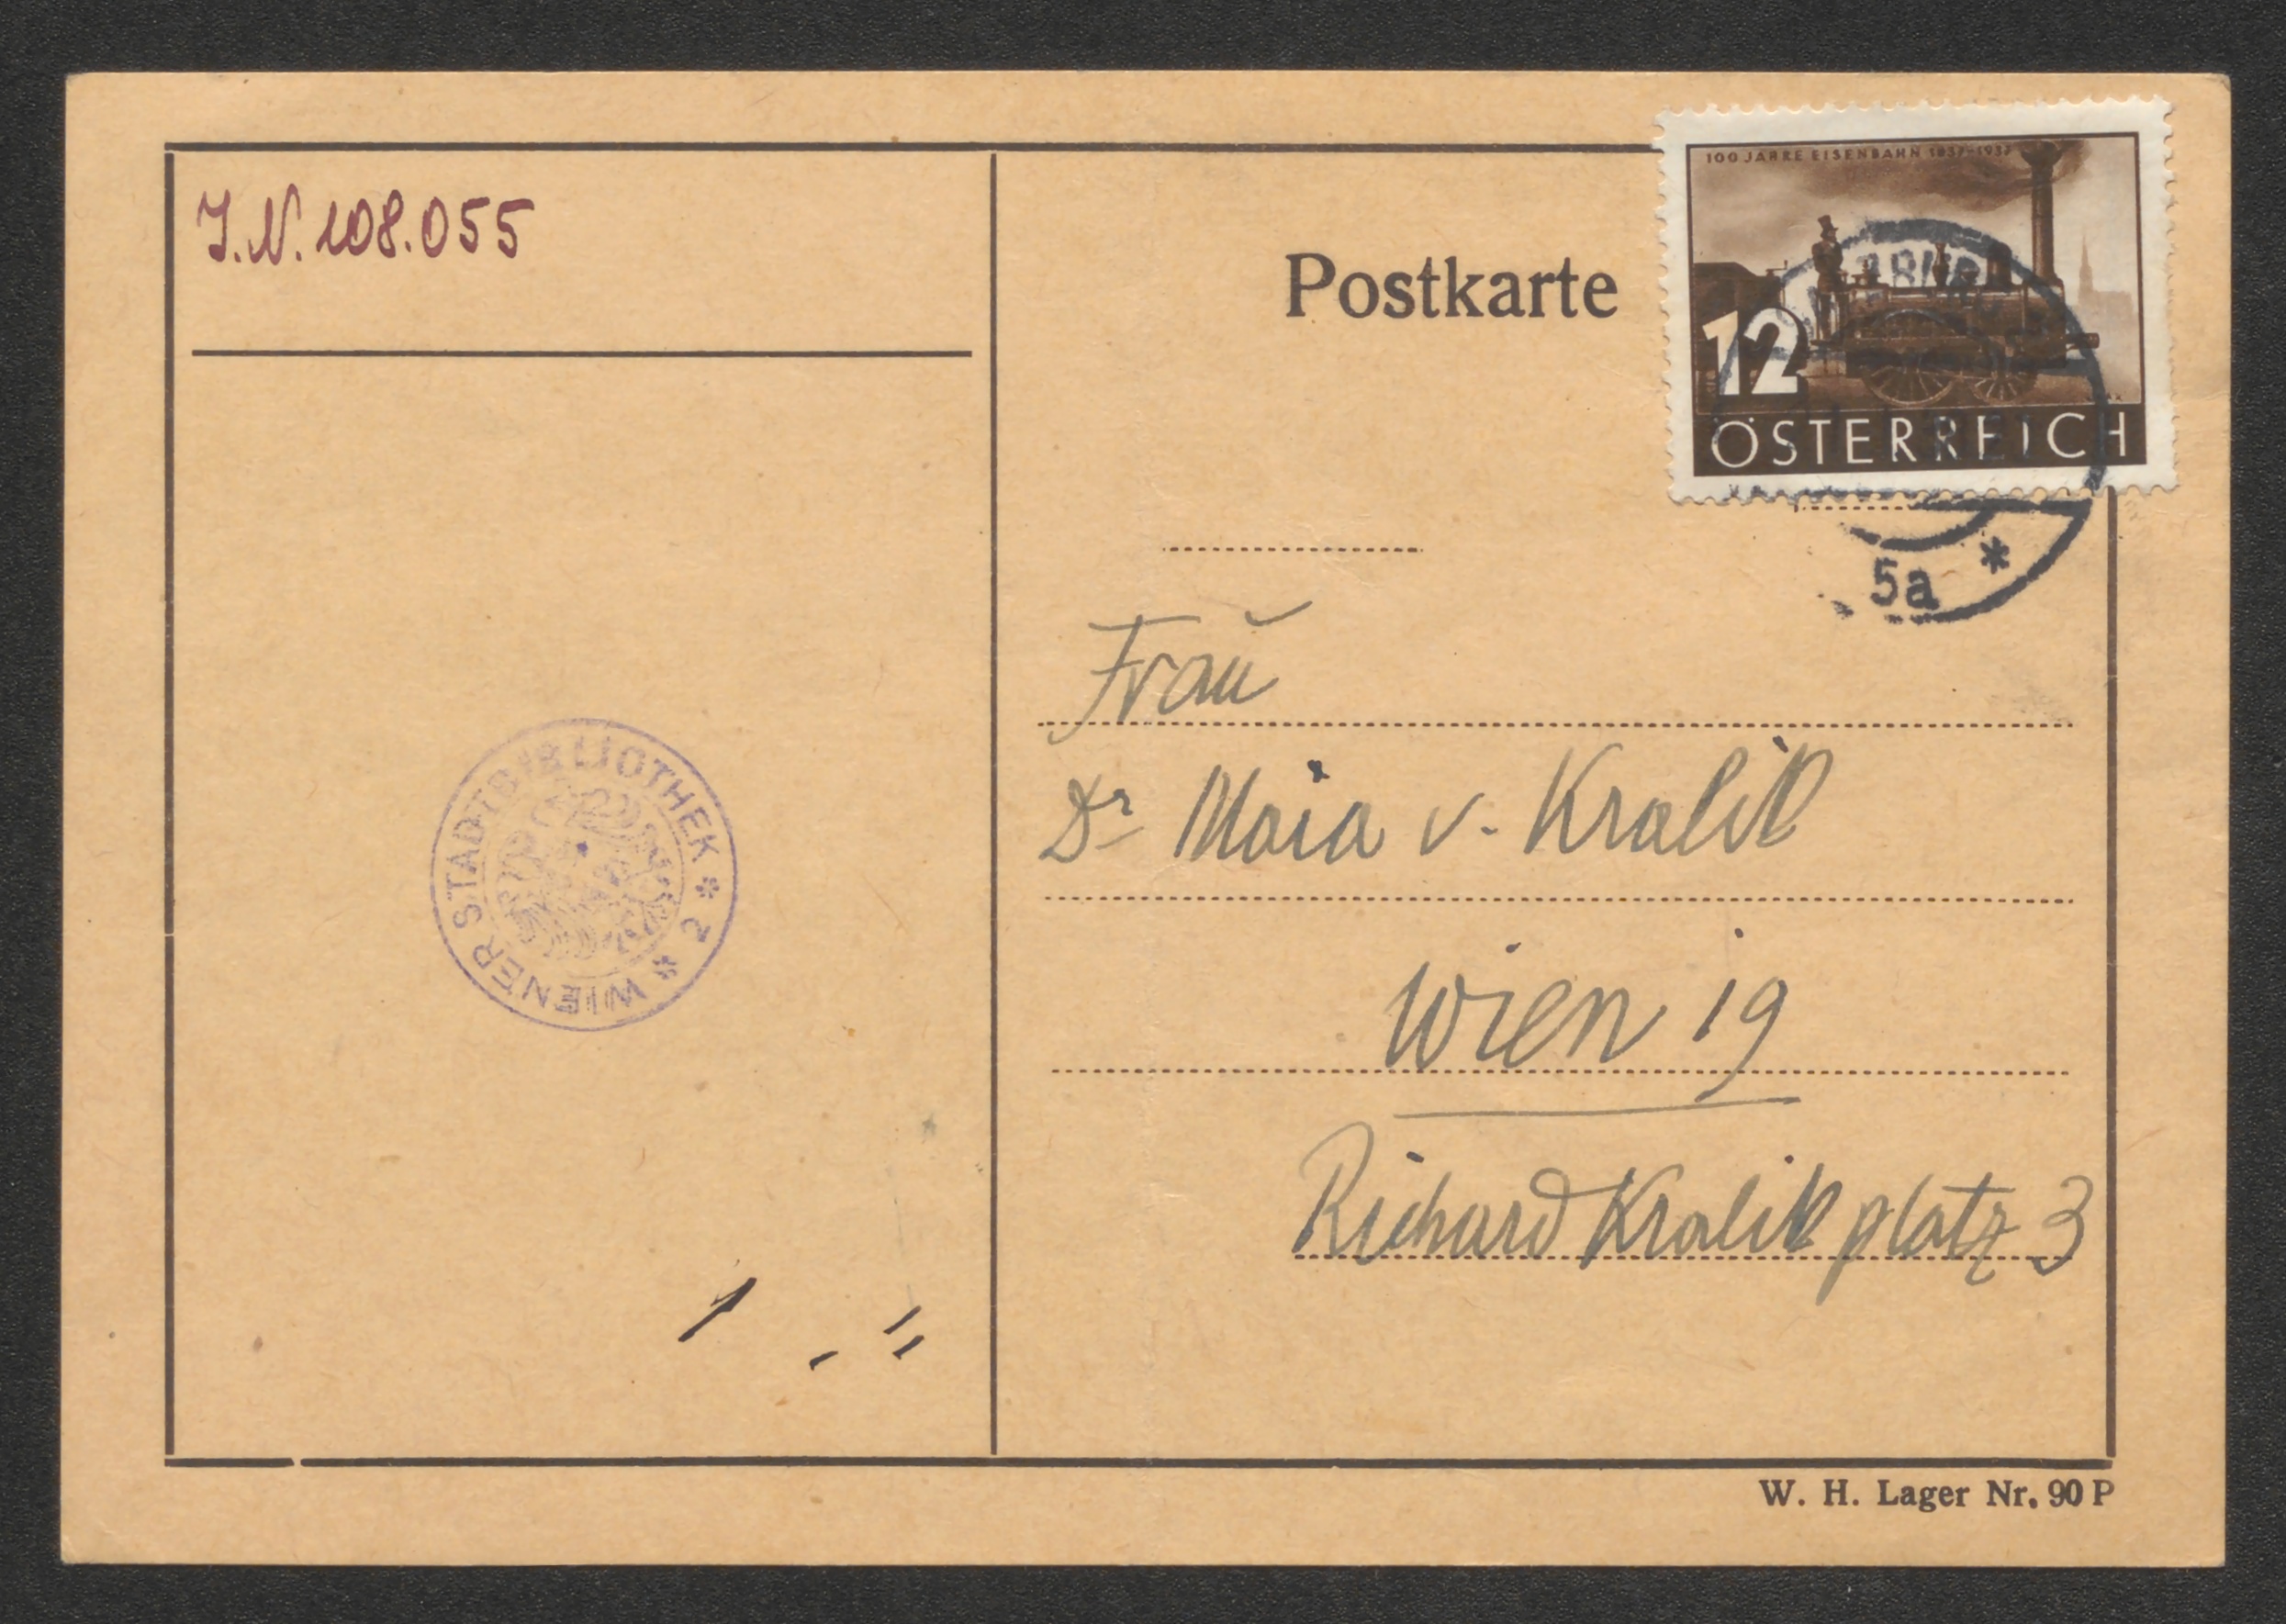 J.N. 108.055
Postkarte
100 JAHRE EISENBAHN 1837-1937
12
ÖSTERREICH
5a *
Frau
Dr Maia v. Kralik
Wien 19
Richard Kralikplatz 3
WIENER STADTBIBLIOTHEK * 2 *
W. H. Lager Nr. 90 P